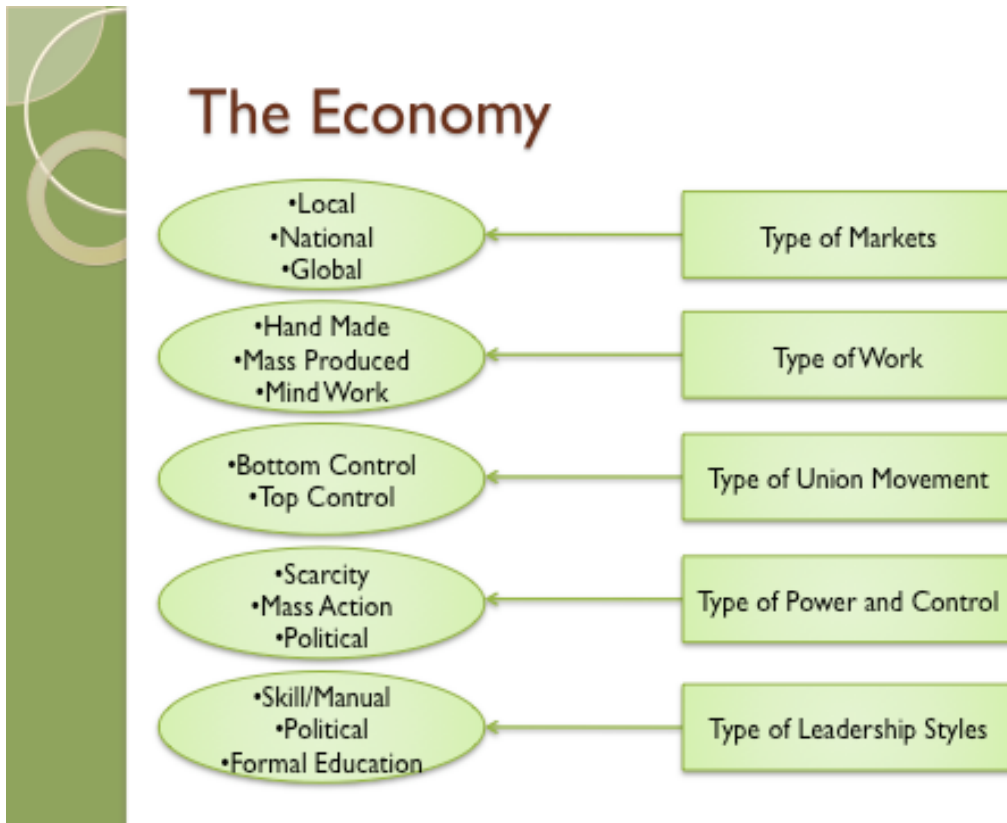 The Economy
•Local
•National
•Global
Type of Markets
•Hand Made
•Mass Produced
•Mind Work
Type of Work
•Bottom Control
•Top Control
Type of Union Movement
•Scarcity
•Mass Action
•Political
Type of Power and Control
•Skill/Manual
•Political
•Formal Education
Type of Leadership Styles